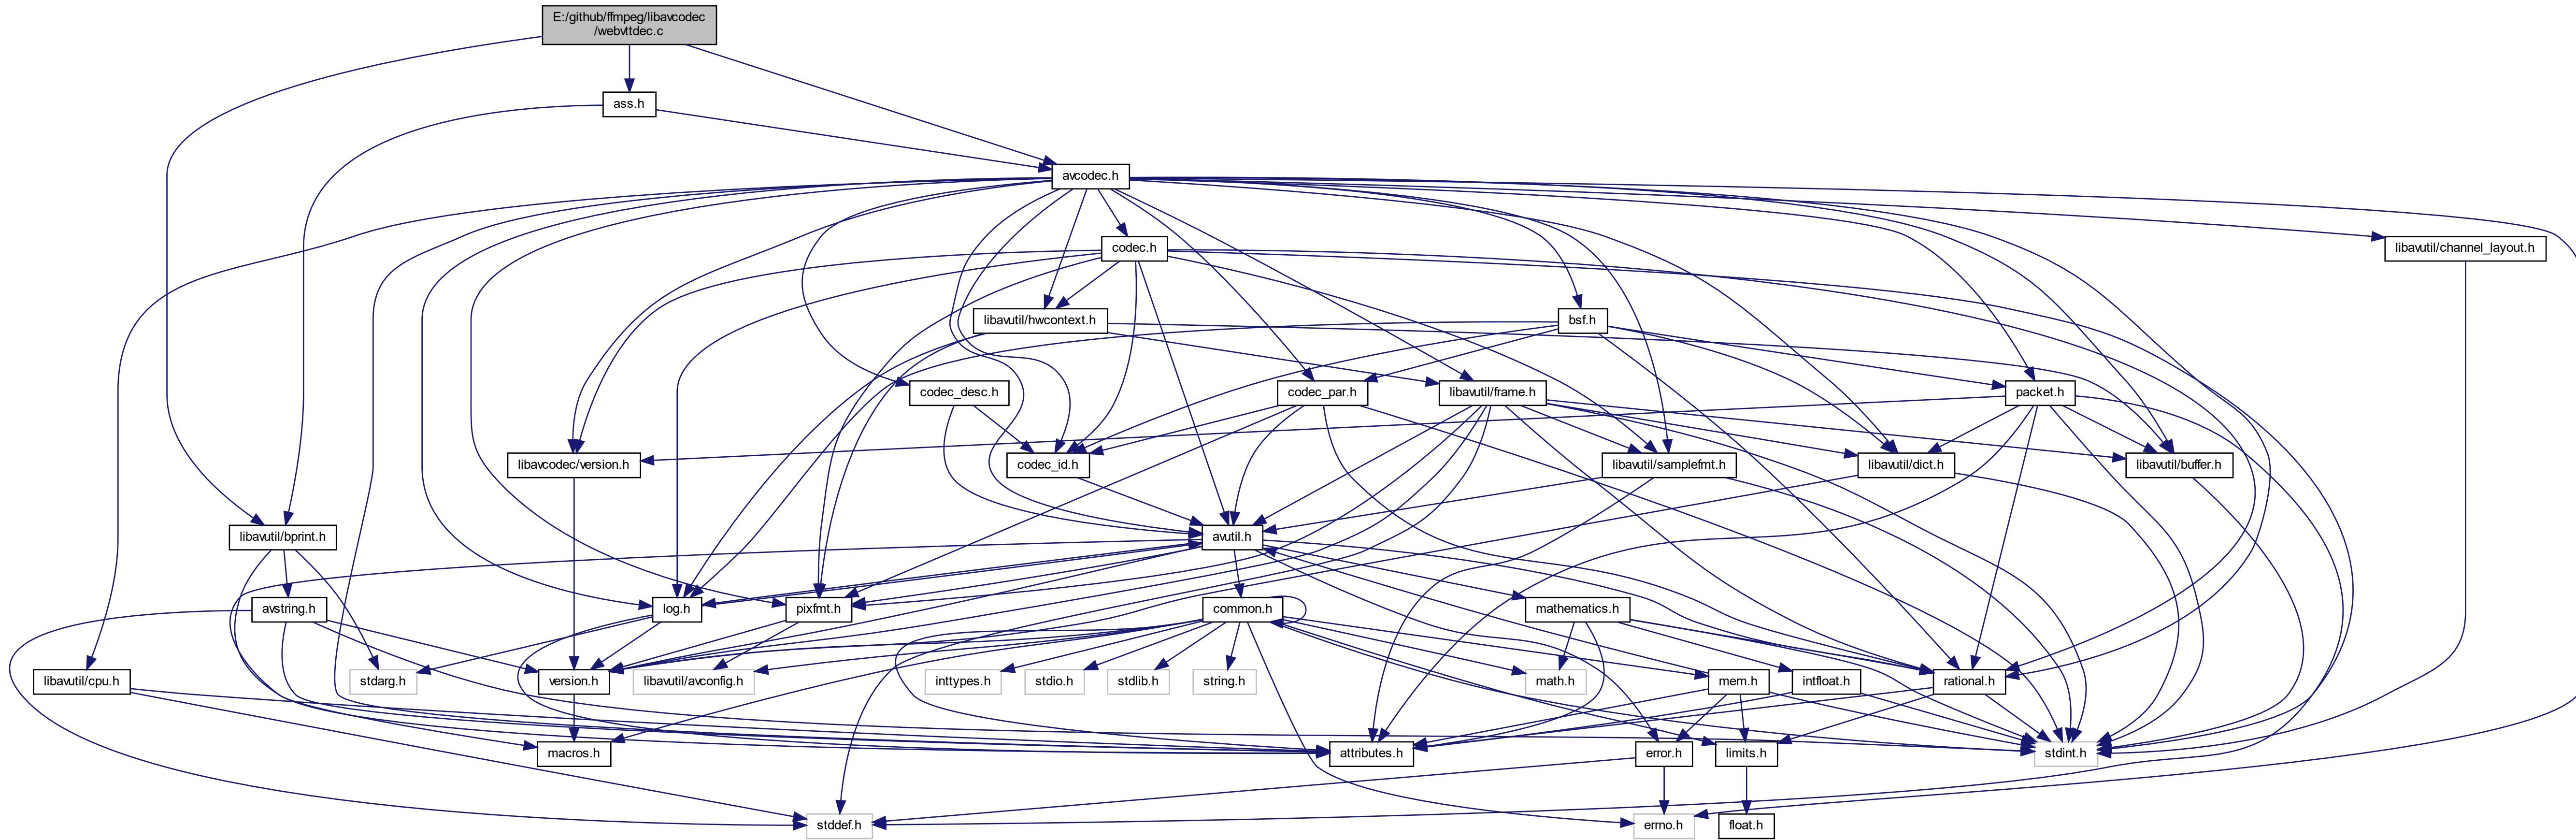 E:/github/ffmpeg/libavcodec
/webvttdec.c
ass.h
avcodec.h
codec.h
libavutil/channel_layout.h
libavutil/hwcontext.h
bsf.h
codec_desc.h
codec_par.h
libavutil/frame.h
packet.h
libavcodec/version.h
codec_id.h
libavutil/samplefmt.h
libavutil/dict.h
libavutil/buffer.h
libavutil/bprint.h
avutil.h
avstring.h
log.h
pixfmt.h
common.h
mathematics.h
libavutil/cpu.h
stdarg.h
version.h
libavutil/avconfig.h
inttypes.h
stdio.h
stdlib.h
string.h
math.h
mem.h
intfloat.h
rational.h
macros.h
attributes.h
error.h
limits.h
stdint.h
stddef.h
errno.h
float.h